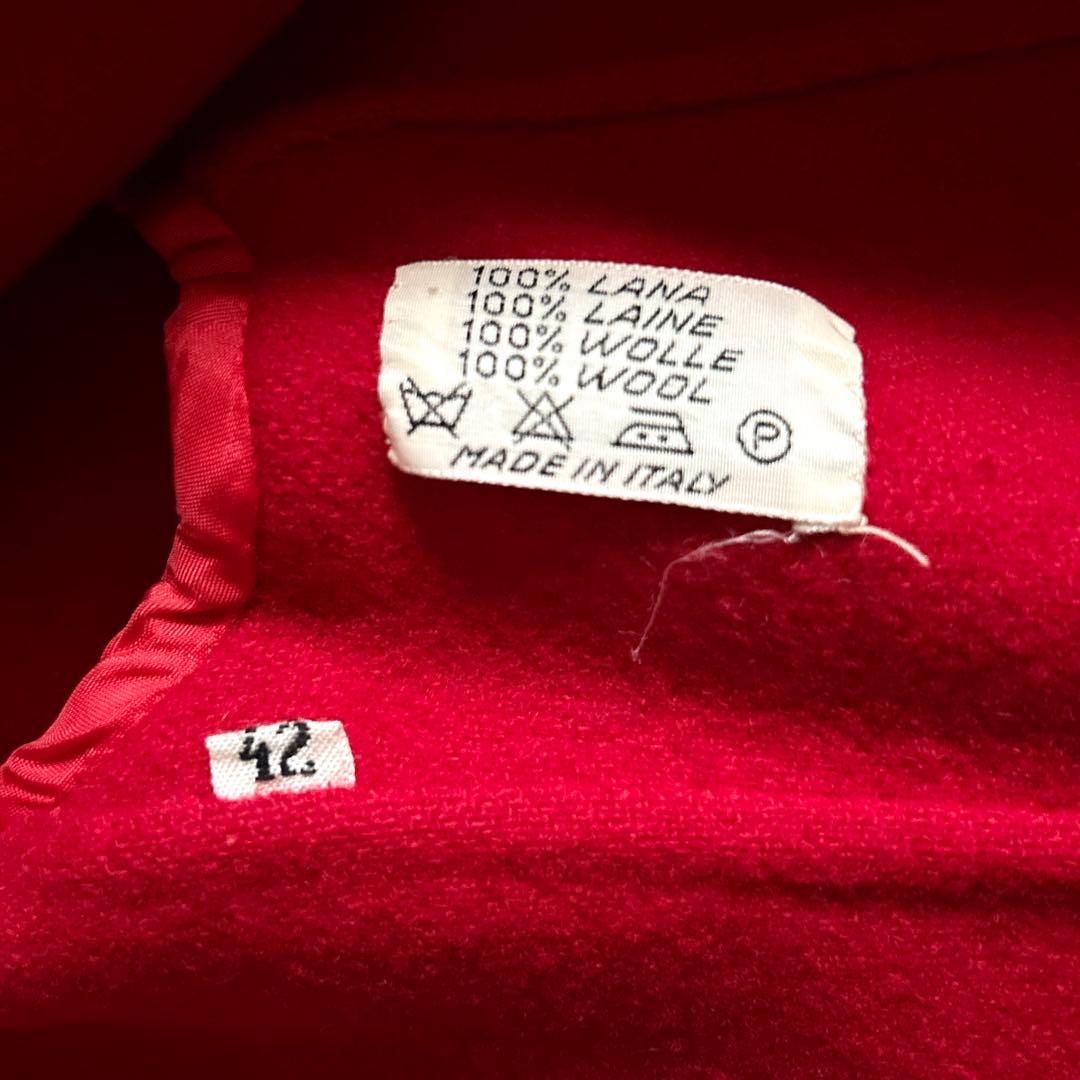 100% LANA
100% LAINE
100% WOLLE
100% WOOL
P
MADE IN ITALY
42